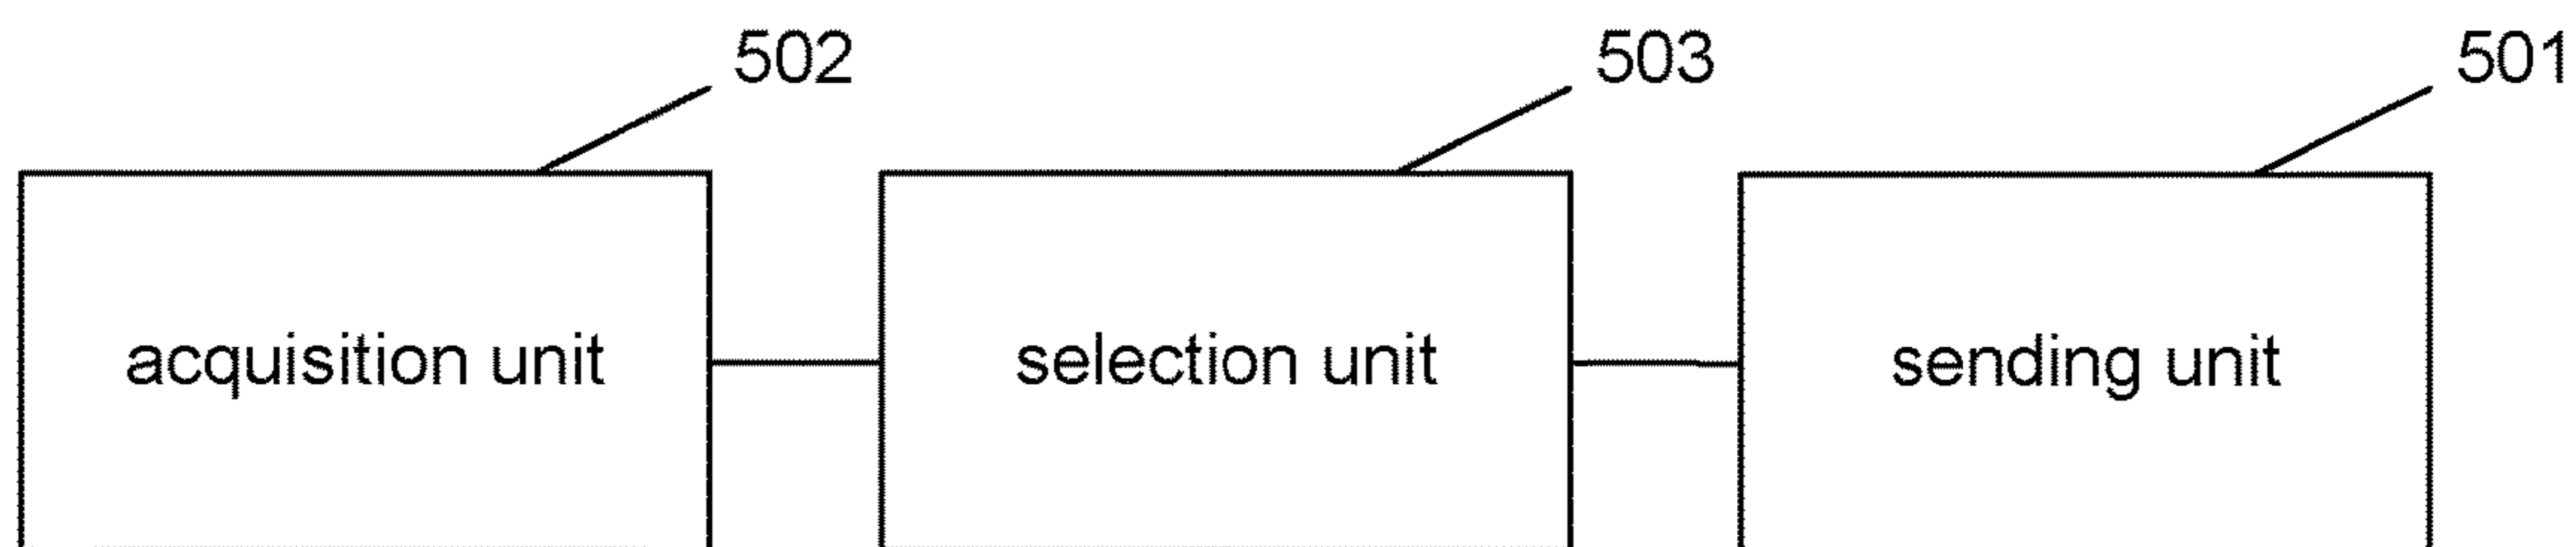 502
503
501
acquisition unit
selection unit
sending unit